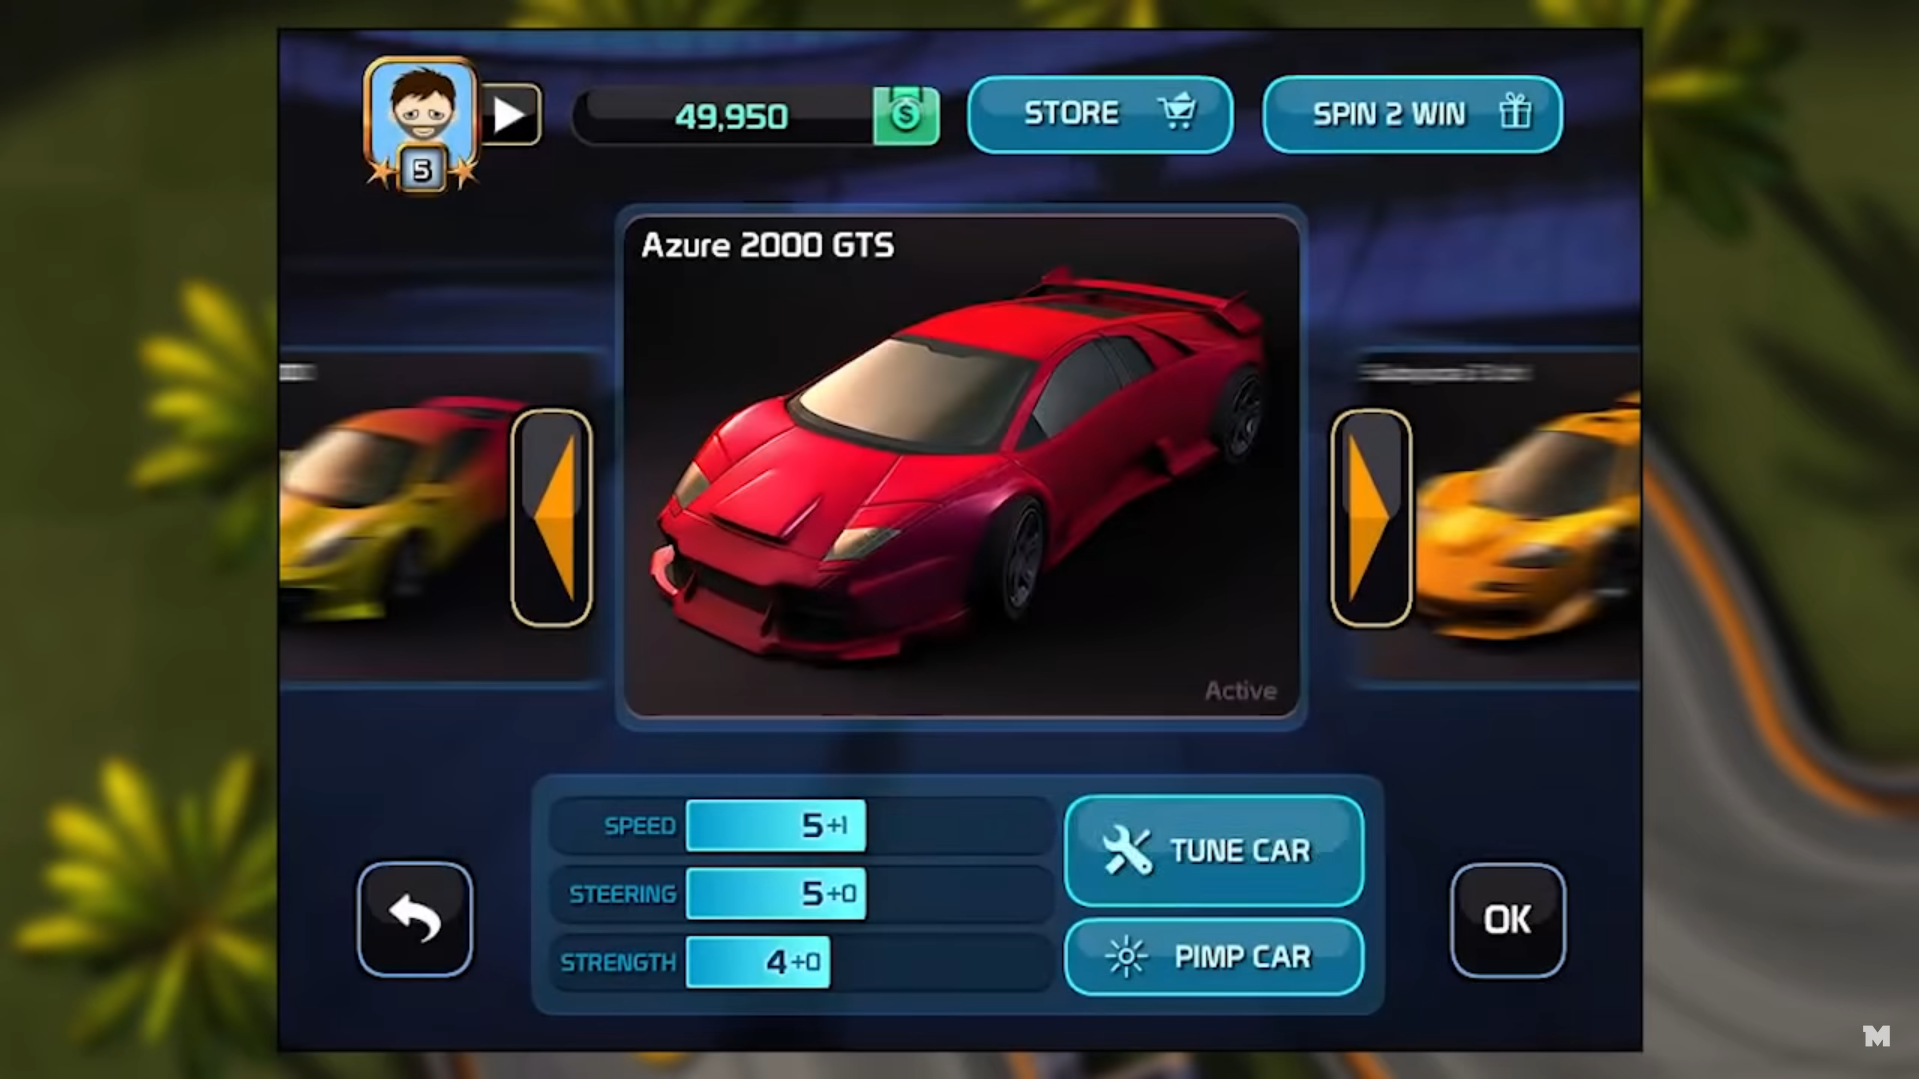 49,950
STORE
SPIN 2 WIN
5
Azure 2000 GTS
Active
SPEED 5+1
STEERING 5+0
STRENGTH 4+0
TUNE CAR
PIMP CAR
OK
M